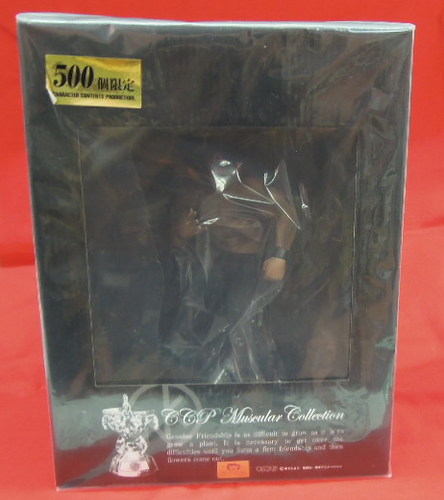 500個限定
CHARACTER CONTENTS PRODUCTION
CCP Muscular Collection
Genuine Friendship is as difficult to grow as it is to
grow a plant. It is necessary to get over the
difficulties until you form a firm friendship and then
flowers come out.